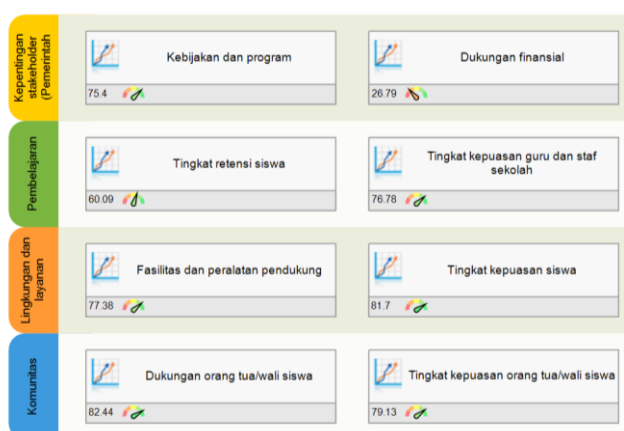 Kepentingan
stakeholder
(Pemerintah
Kebijakan dan program
75.4
Dukungan finansial
26.79
Pembelajaran
Tingkat retensi siswa
60.09
Tingkat kepuasan guru dan staf
sekolah
76.78
Lingkungan dan
layanan
Fasilitas dan peralatan pendukung
77.38
Tingkat kepuasan siswa
81.7
Komunitas
Dukungan orang tua/wali siswa
82.44
Tingkat kepuasan orang tua/wali siswa
79.13